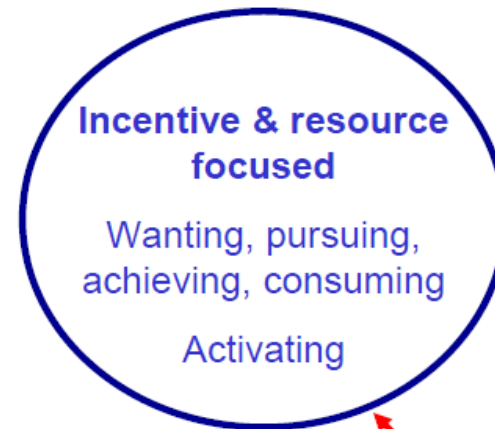 Incentive & resource
focused
Wanting, pursuing,
achieving, consuming
Activating